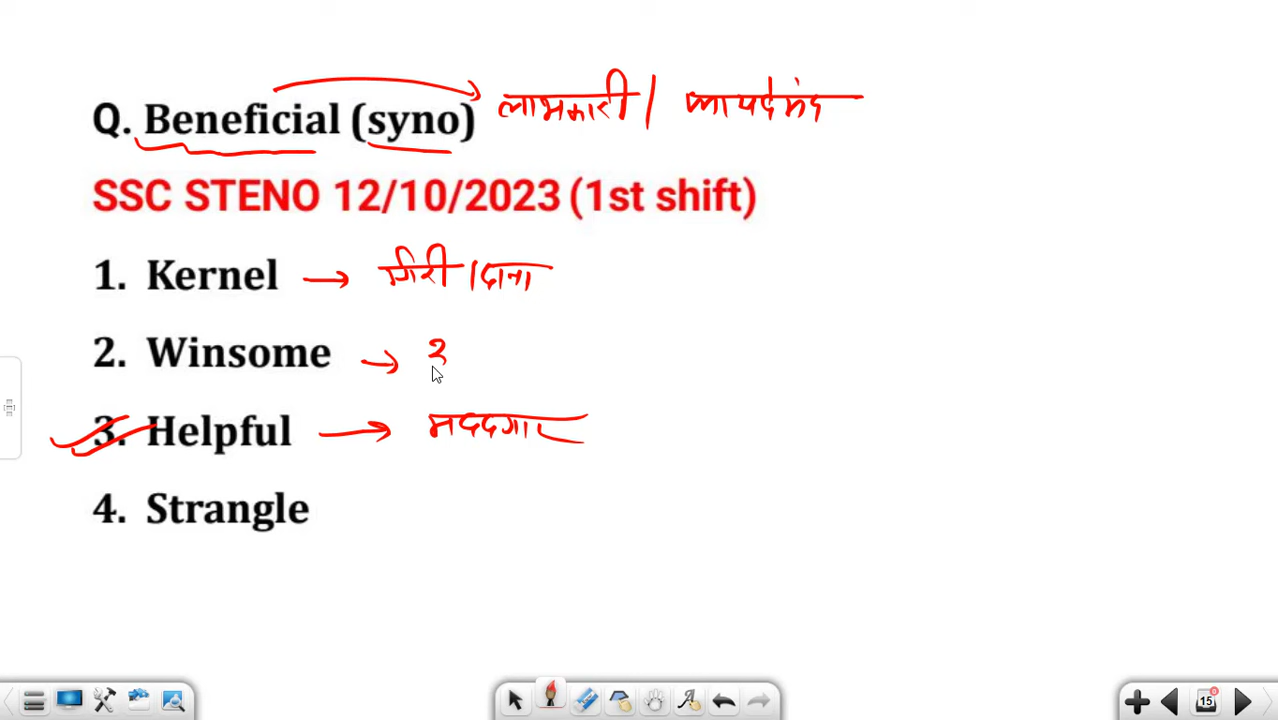 Q. Beneficial (syno) लाभकारी / फायदेमंद
SSC STENO 12/10/2023 (1st shift)
1. Kernel → गिरी / दाना
2. Winsome →
3. Helpful → मददगार
4. Strangle
15